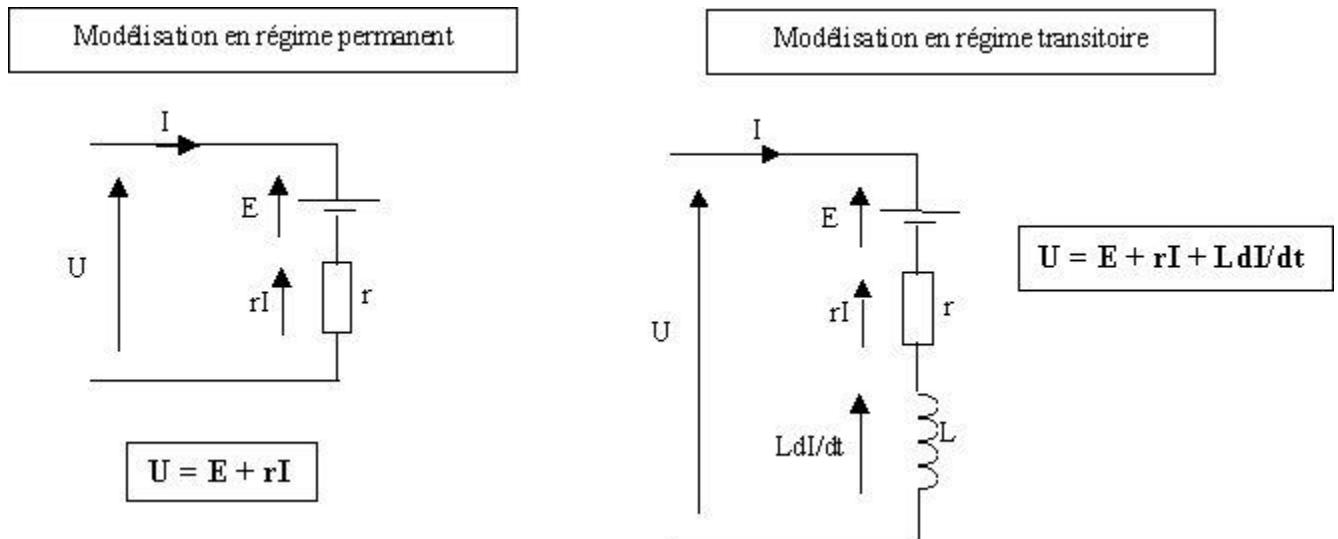 Modélisation en régime permanent
I
E
U
rI
r
U = E + rI
Modélisation en régime transitoire
I
E
U = E + rI + LdI/dt
rI
r
U
L
LdI/dt